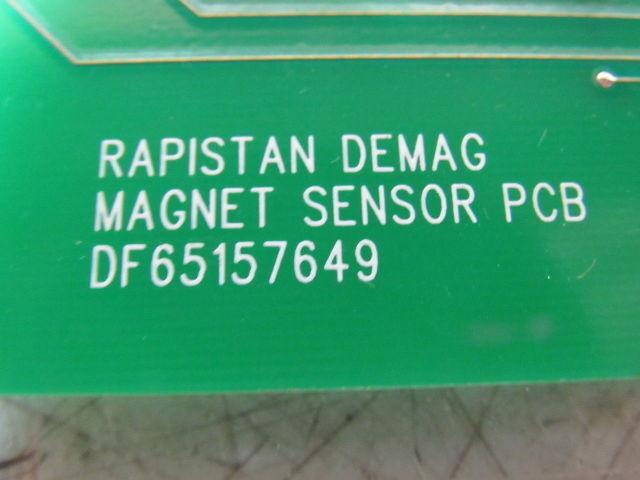 RAPISTAN DEMAG
MAGNET SENSOR PCB
DF65157649